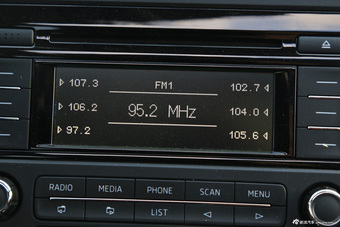 107.3 FM1 102.7
106.2 95.2 MHz 104.0
97.2 105.6
RADIO MEDIA PHONE SCAN MENU
LIST